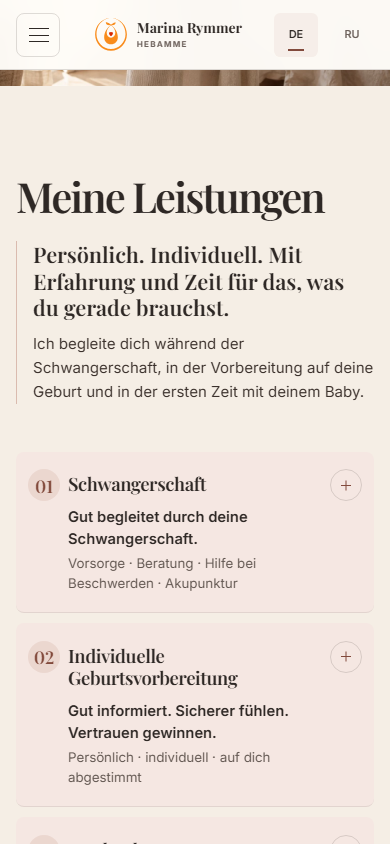 Marina Rymmer
HEBAMME
DE
RU
Meine Leistungen
Persönlich. Individuell. Mit
Erfahrung und Zeit für das, was
du gerade brauchst.
Ich begleite dich während der
Schwangerschaft, in der Vorbereitung auf deine
Geburt und in der ersten Zeit mit deinem Baby.
01
Schwangerschaft
+
Gut begleitet durch deine
Schwangerschaft.
Vorsorge · Beratung · Hilfe bei
Beschwerden · Akupunktur
02
Individuelle
Geburtsvorbereitung
+
Gut informiert. Sicherer fühlen.
Vertrauen gewinnen.
Persönlich · individuell · auf dich
abgestimmt